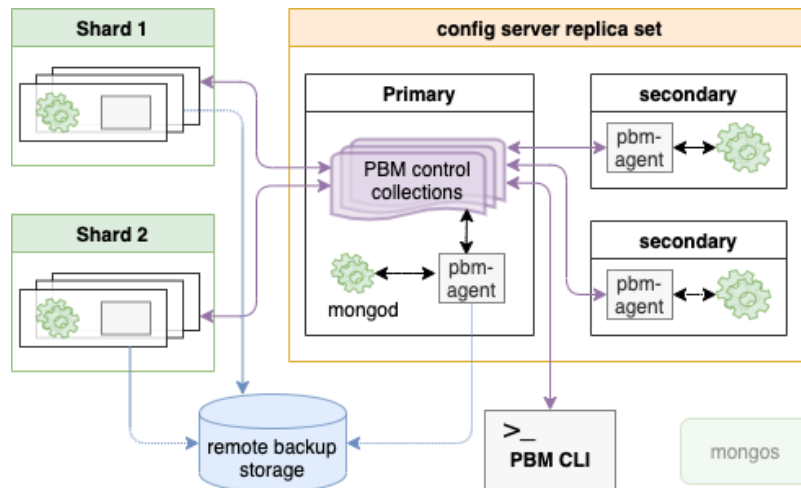 Shard 1
config server replica set
Primary
secondary
PBM control
collections
pbm-
agent
mongod
pbm-
agent
secondary
pbm-
agent
Shard 2
remote backup
storage
>_
PBM CLI
mongos